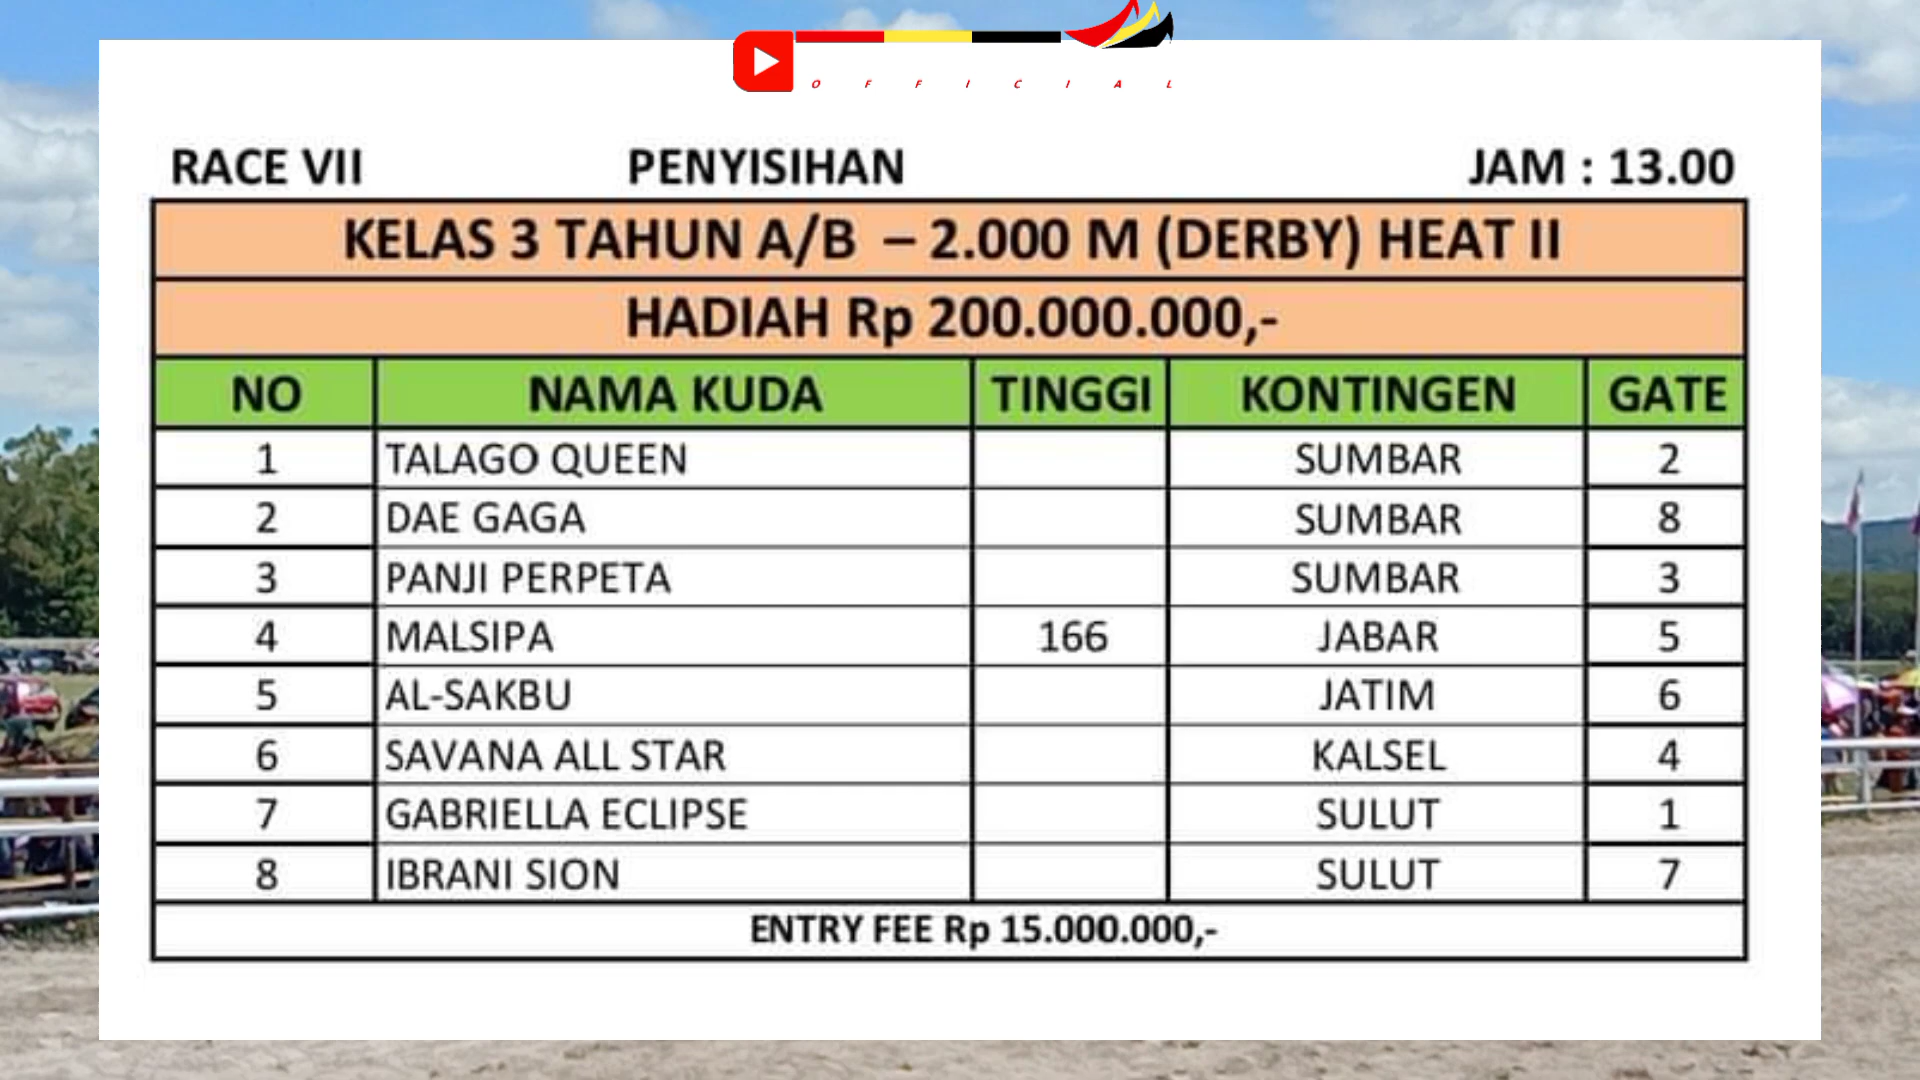 OFFICIAL
RACE VII PENYISIHAN JAM : 13.00
KELAS 3 TAHUN A/B – 2.000 M (DERBY) HEAT II
HADIAH Rp 200.000.000,-
NO NAMA KUDA TINGGI KONTINGEN GATE
1 TALAGO QUEEN SUMBAR 2
2 DAE GAGA SUMBAR 8
3 PANJI PERPETA SUMBAR 3
4 MALSIPA 166 JABAR 5
5 AL-SAKBU JATIM 6
6 SAVANA ALL STAR KALSEL 4
7 GABRIELLA ECLIPSE SULUT 1
8 IBRANI SION SULUT 7
ENTRY FEE Rp 15.000.000,-